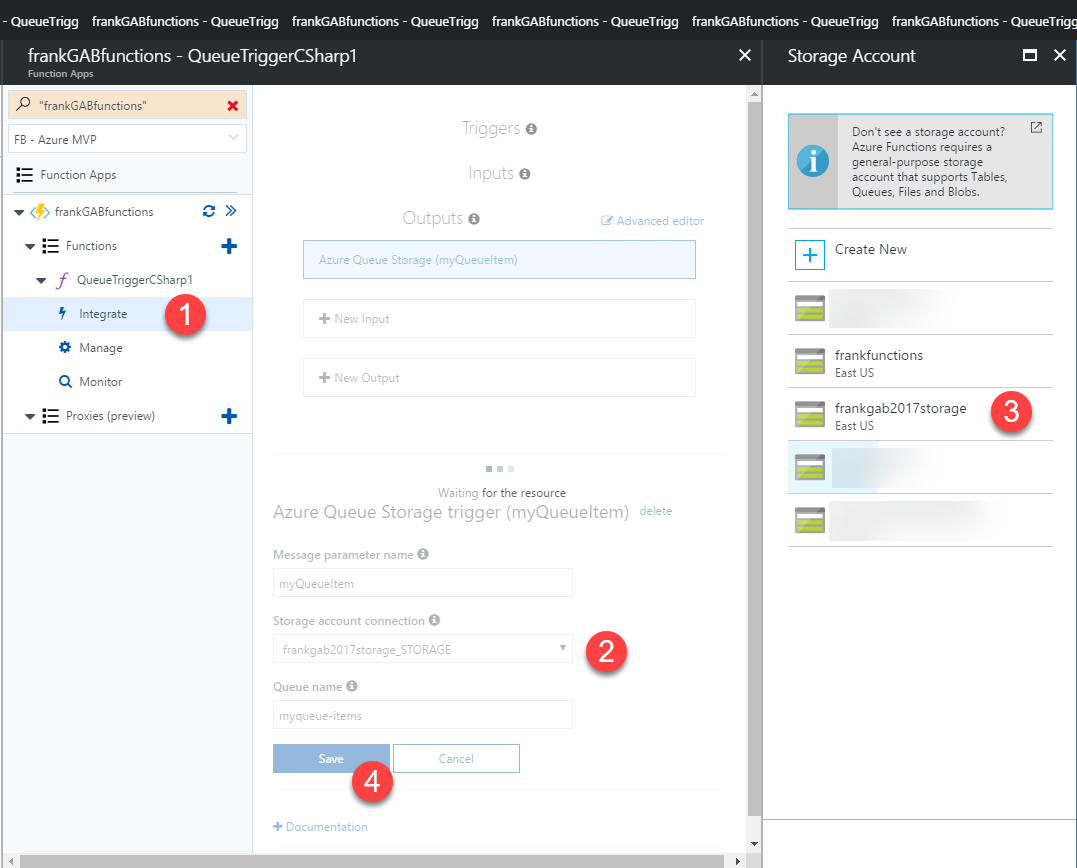 - QueueTrigg frankGABfunctions - QueueTrigg frankGABfunctions - QueueTrigg frankGABfunctions - QueueTrigg frankGABfunctions - QueueTrigg frankGABfunctions - QueueTrigg
frankGABfunctions - QueueTriggerCSharp1
Function Apps
"frankGABfunctions"
FB - Azure MVP
Function Apps
frankGABfunctions
Functions
QueueTriggerCSharp1
Integrate
1
Manage
Monitor
Proxies (preview)
Triggers
Inputs
Outputs
Advanced editor
Azure Queue Storage (myQueueItem)
New Input
New Output
Waiting for the resource
Azure Queue Storage trigger (myQueueItem) delete
Message parameter name
myQueueItem
Storage account connection
frankgab2017storage_STORAGE
2
Queue name
myqueue-items
Save
Cancel
4
Documentation
Storage Account
Don't see a storage account?
Azure Functions requires a
general-purpose storage
account that supports Tables,
Queues, Files and Blobs.
Create New
frankfunctions
East US
frankgab2017storage
East US
3